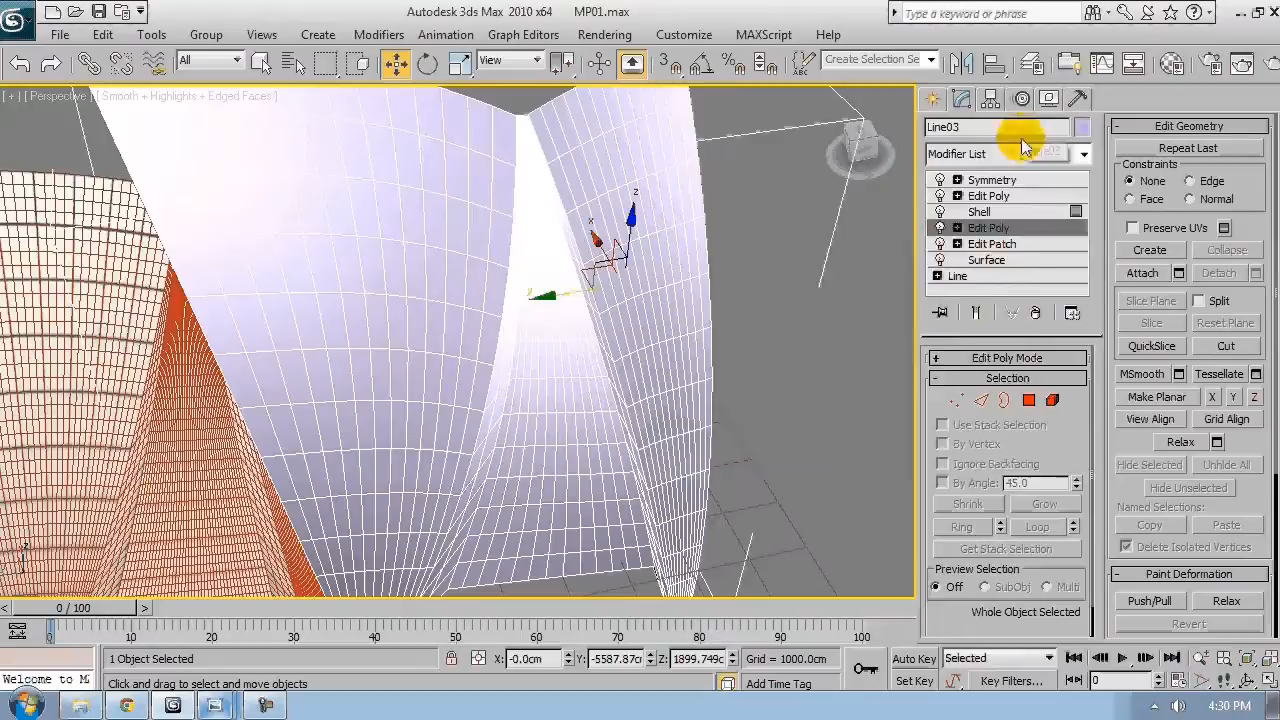 Autodesk 3ds Max 2010 x64 MP01.max
Type a keyword or phrase
File Edit Tools Group Views Create Modifiers Animation Graph Editors Rendering Customize MAXScript Help
All View Create Selection Se
[ + ] [ Perspective ] [ Smooth + Highlights + Edged Faces ]
Line03
Modifier List
Symmetry
Edit Poly
Shell
Edit Poly
Edit Patch
Surface
Line
Edit Poly Mode
Selection
Use Stack Selection
By Vertex
Ignore Backfacing
By Angle: 45.0
Shrink Grow
Ring Loop
Get Stack Selection
Preview Selection
Off SubObj Multi
Whole Object Selected
Edit Geometry
Repeat Last
Constraints
None Edge
Face Normal
Preserve UVs
Create Collapse
Attach Detach
Slice Plane Split
Slice Reset Plane
QuickSlice Cut
MSmooth Tessellate
Make Planar X Y Z
View Align Grid Align
Relax
Hide Selected Unhide All
Hide Unselected
Named Selections:
Copy Paste
Delete Isolated Vertices
Paint Deformation
Push/Pull Relax
Revert
x
y
z
z
< 0 / 100 >
0 10 20 30 40 50 60 70 80 90 100
1 Object Selected X: -0.0cm Y: -5587.87c Z: 1899.749c Grid = 1000.0cm Auto Key Selected
Welcome to M Click and drag to select and move objects Add Time Tag Set Key Key Filters... 0
4:30 PM